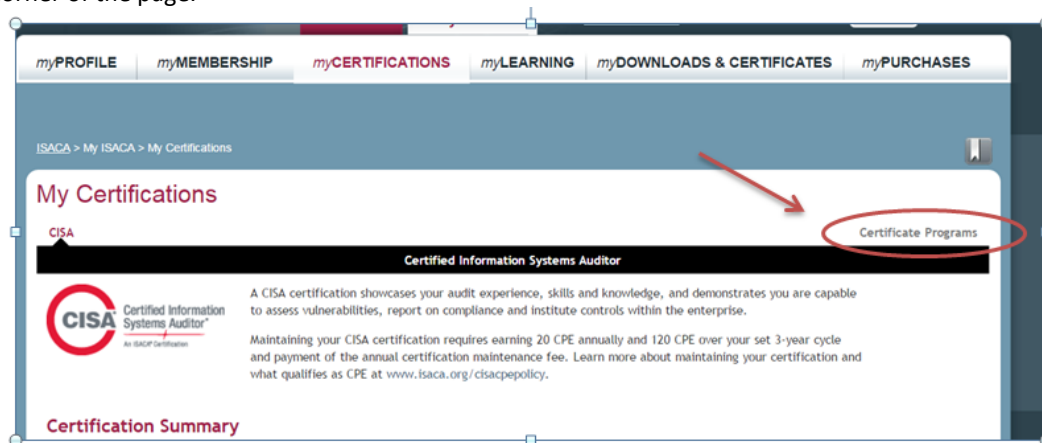 corner of the page.
myPROFILE myMEMBERSHIP myCERTIFICATIONS myLEARNING myDOWNLOADS & CERTIFICATES myPURCHASES
ISACA > My ISACA > My Certifications
My Certifications
CISA Certificate Programs
Certified Information Systems Auditor
CISA Certified Information
Systems Auditor®
An ISACA® Certification
A CISA certification showcases your audit experience, skills and knowledge, and demonstrates you are capable
to assess vulnerabilities, report on compliance and institute controls within the enterprise.
Maintaining your CISA certification requires earning 20 CPE annually and 120 CPE over your set 3-year cycle
and payment of the annual certification maintenance fee. Learn more about maintaining your certification and
what qualifies as CPE at www.isaca.org/cisacpepolicy.
Certification Summary